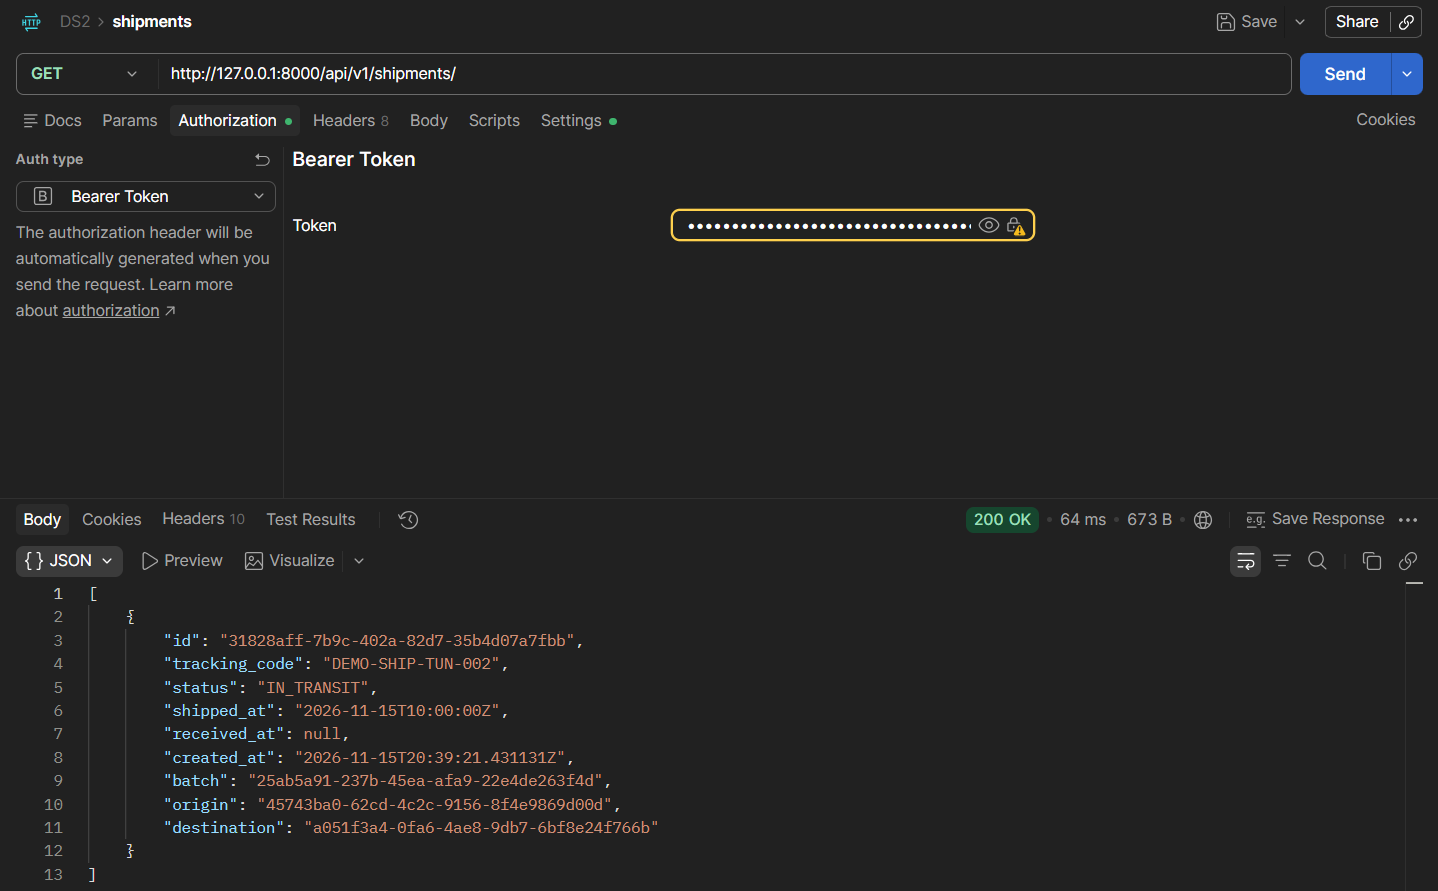 HTTP DS2 > shipments Save Share
GET http://127.0.0.1:8000/api/v1/shipments/ Send
Docs Params Authorization Headers 8 Body Scripts Settings Cookies
Auth type
Bearer Token
B Bearer Token
Token ••••••••••••••••••••••••••••••••
The authorization header will be
automatically generated when you
send the request. Learn more
about authorization ↗
Body Cookies Headers 10 Test Results 200 OK • 64 ms • 673 B • e.g. Save Response
{ } JSON Preview Visualize
1 [
2 {
3 "id": "31828aff-7b9c-402a-82d7-35b4d07a7fbb",
4 "tracking_code": "DEMO-SHIP-TUN-002",
5 "status": "IN_TRANSIT",
6 "shipped_at": "2026-11-15T10:00:00Z",
7 "received_at": null,
8 "created_at": "2026-11-15T20:39:21.431131Z",
9 "batch": "25ab5a91-237b-45ea-afa9-22e4de263f4d",
10 "origin": "45743ba0-62cd-4c2c-9156-8f4e9869d00d",
11 "destination": "a051f3a4-0fa6-4ae8-9db7-6bf8e24f766b"
12 }
13 ]